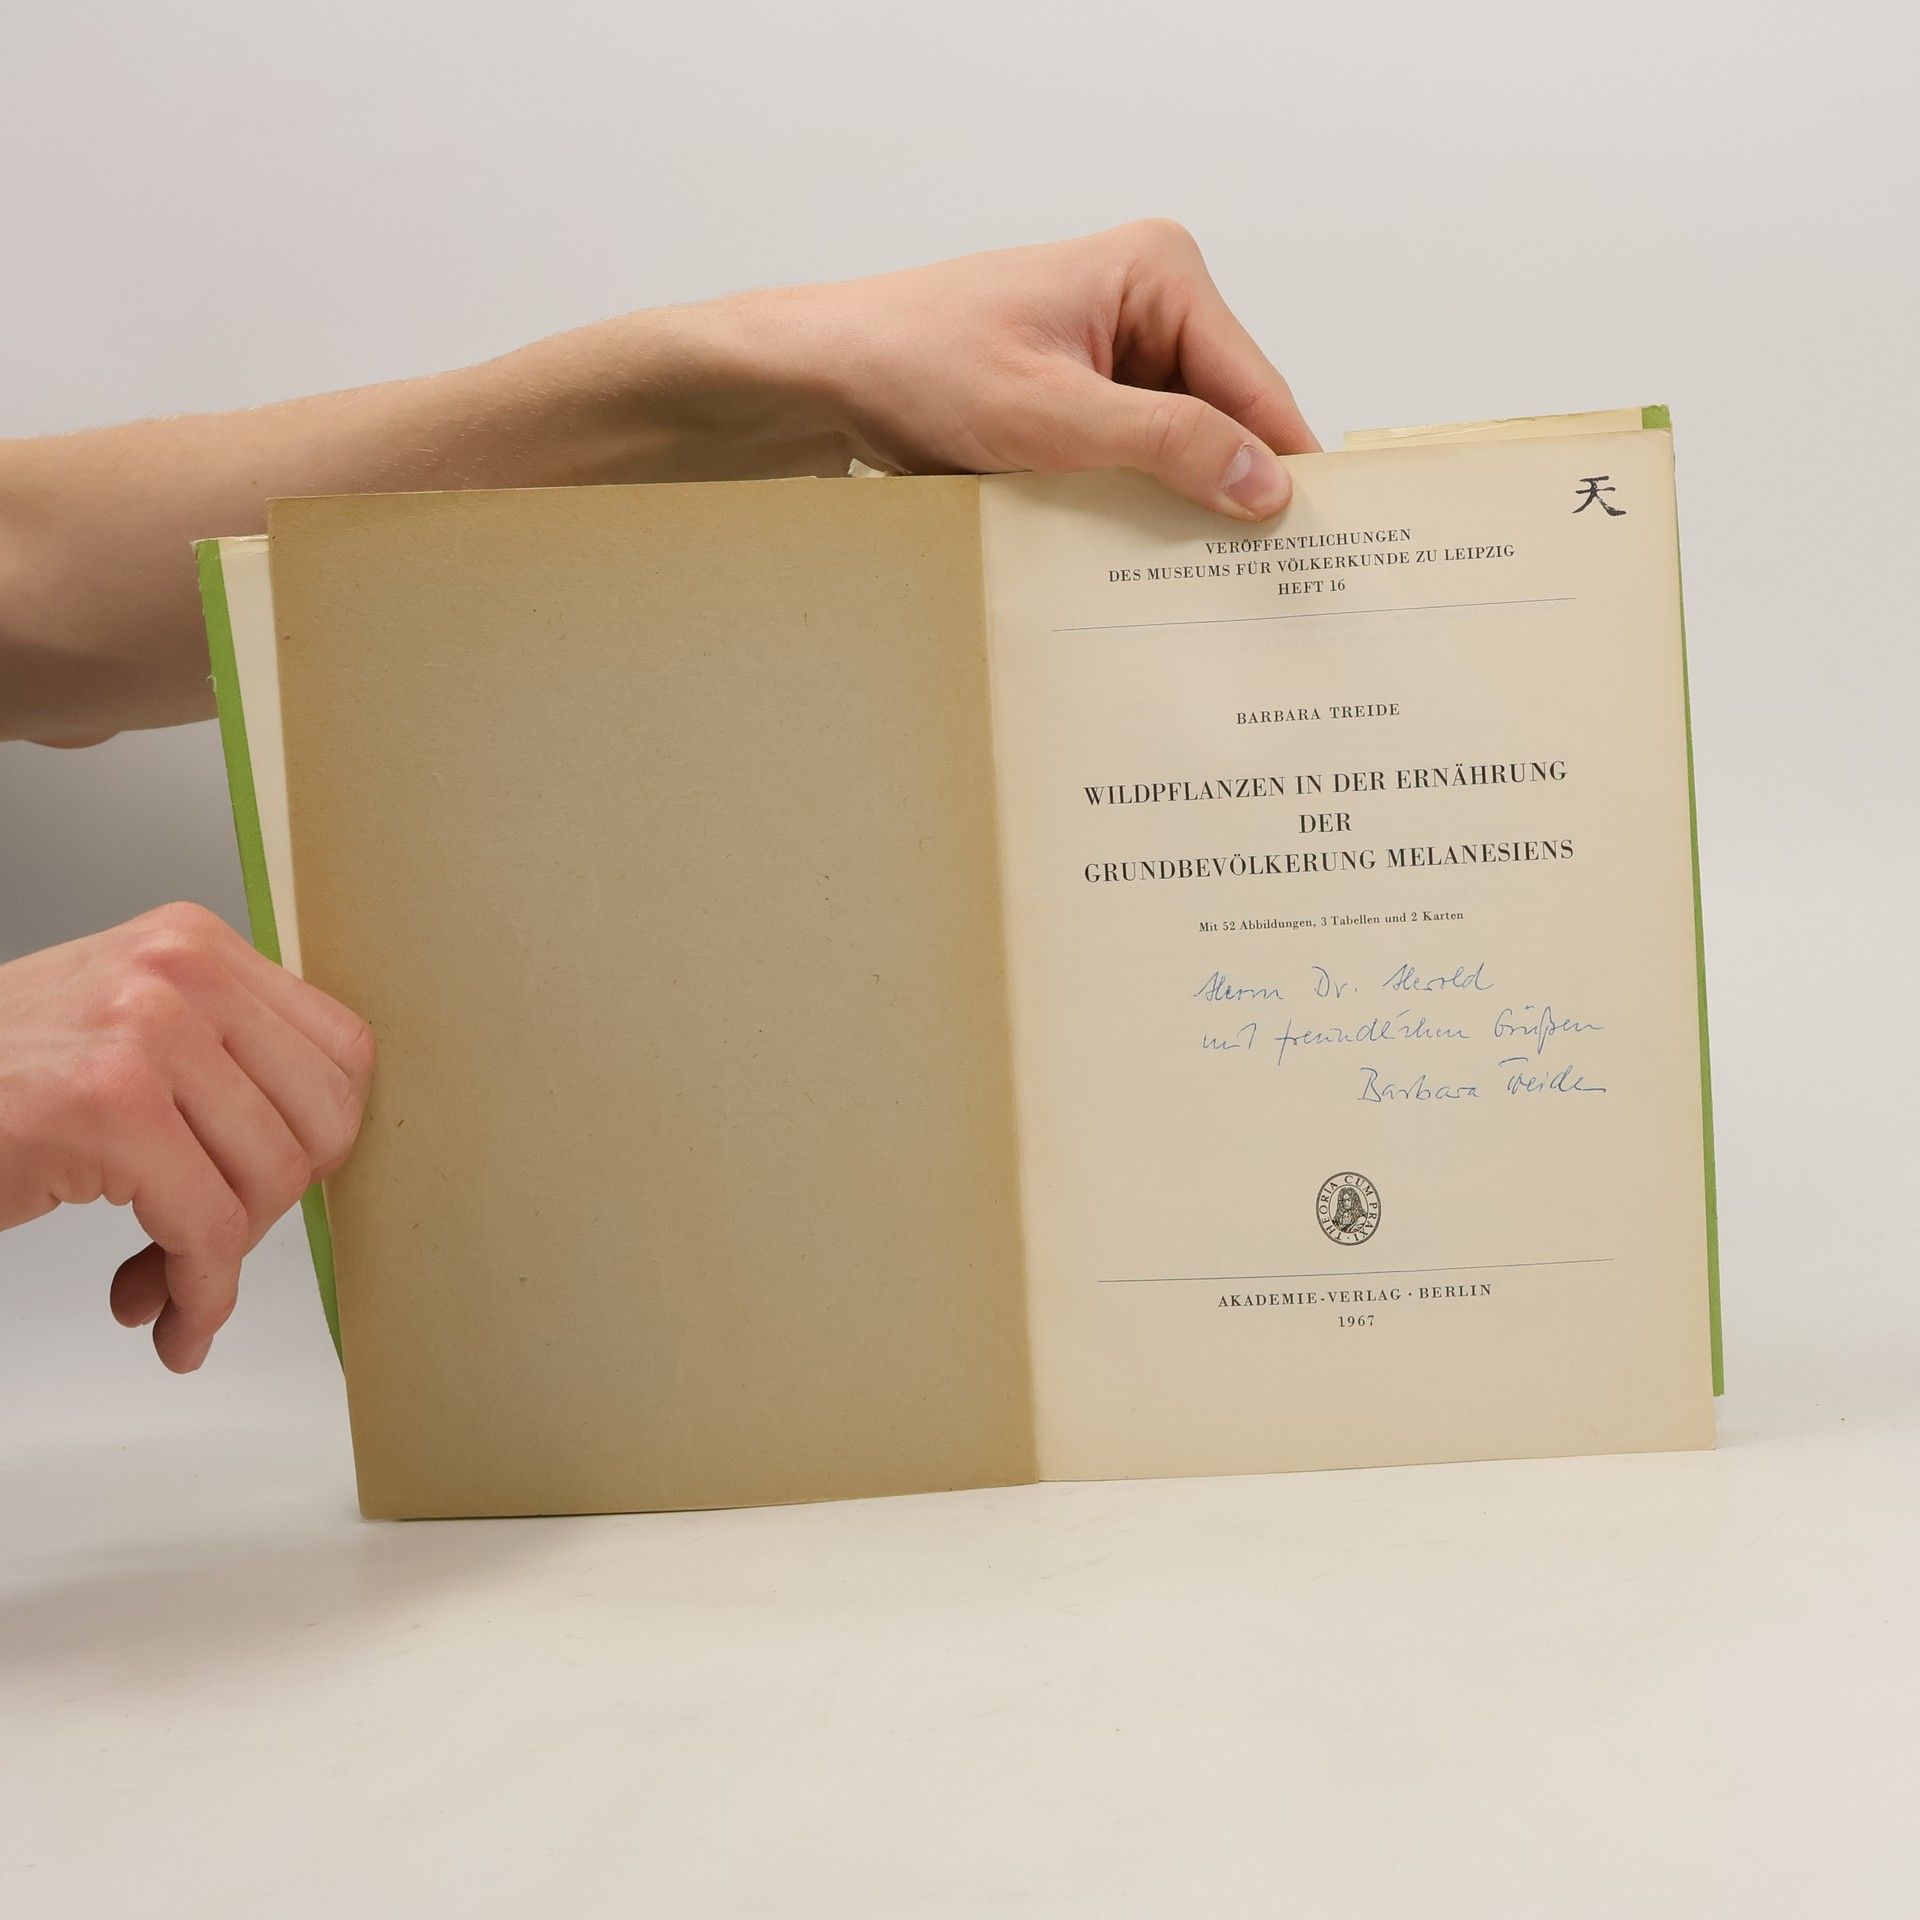 天
VERÖFFENTLICHUNGEN
DES MUSEUMS FÜR VÖLKERKUNDE ZU LEIPZIG
HEFT 16
BARBARA TREIDE
WILDPFLANZEN IN DER ERNÄHRUNG
DER
GRUNDBEVÖLKERUNG MELANESIENS
Mit 52 Abbildungen, 3 Tabellen und 2 Karten
Herrn Dr. Herold
mit freundlichen Grüßen
Barbara Treide
THEORIA CUM PRAXI
AKADEMIE-VERLAG · BERLIN
1967